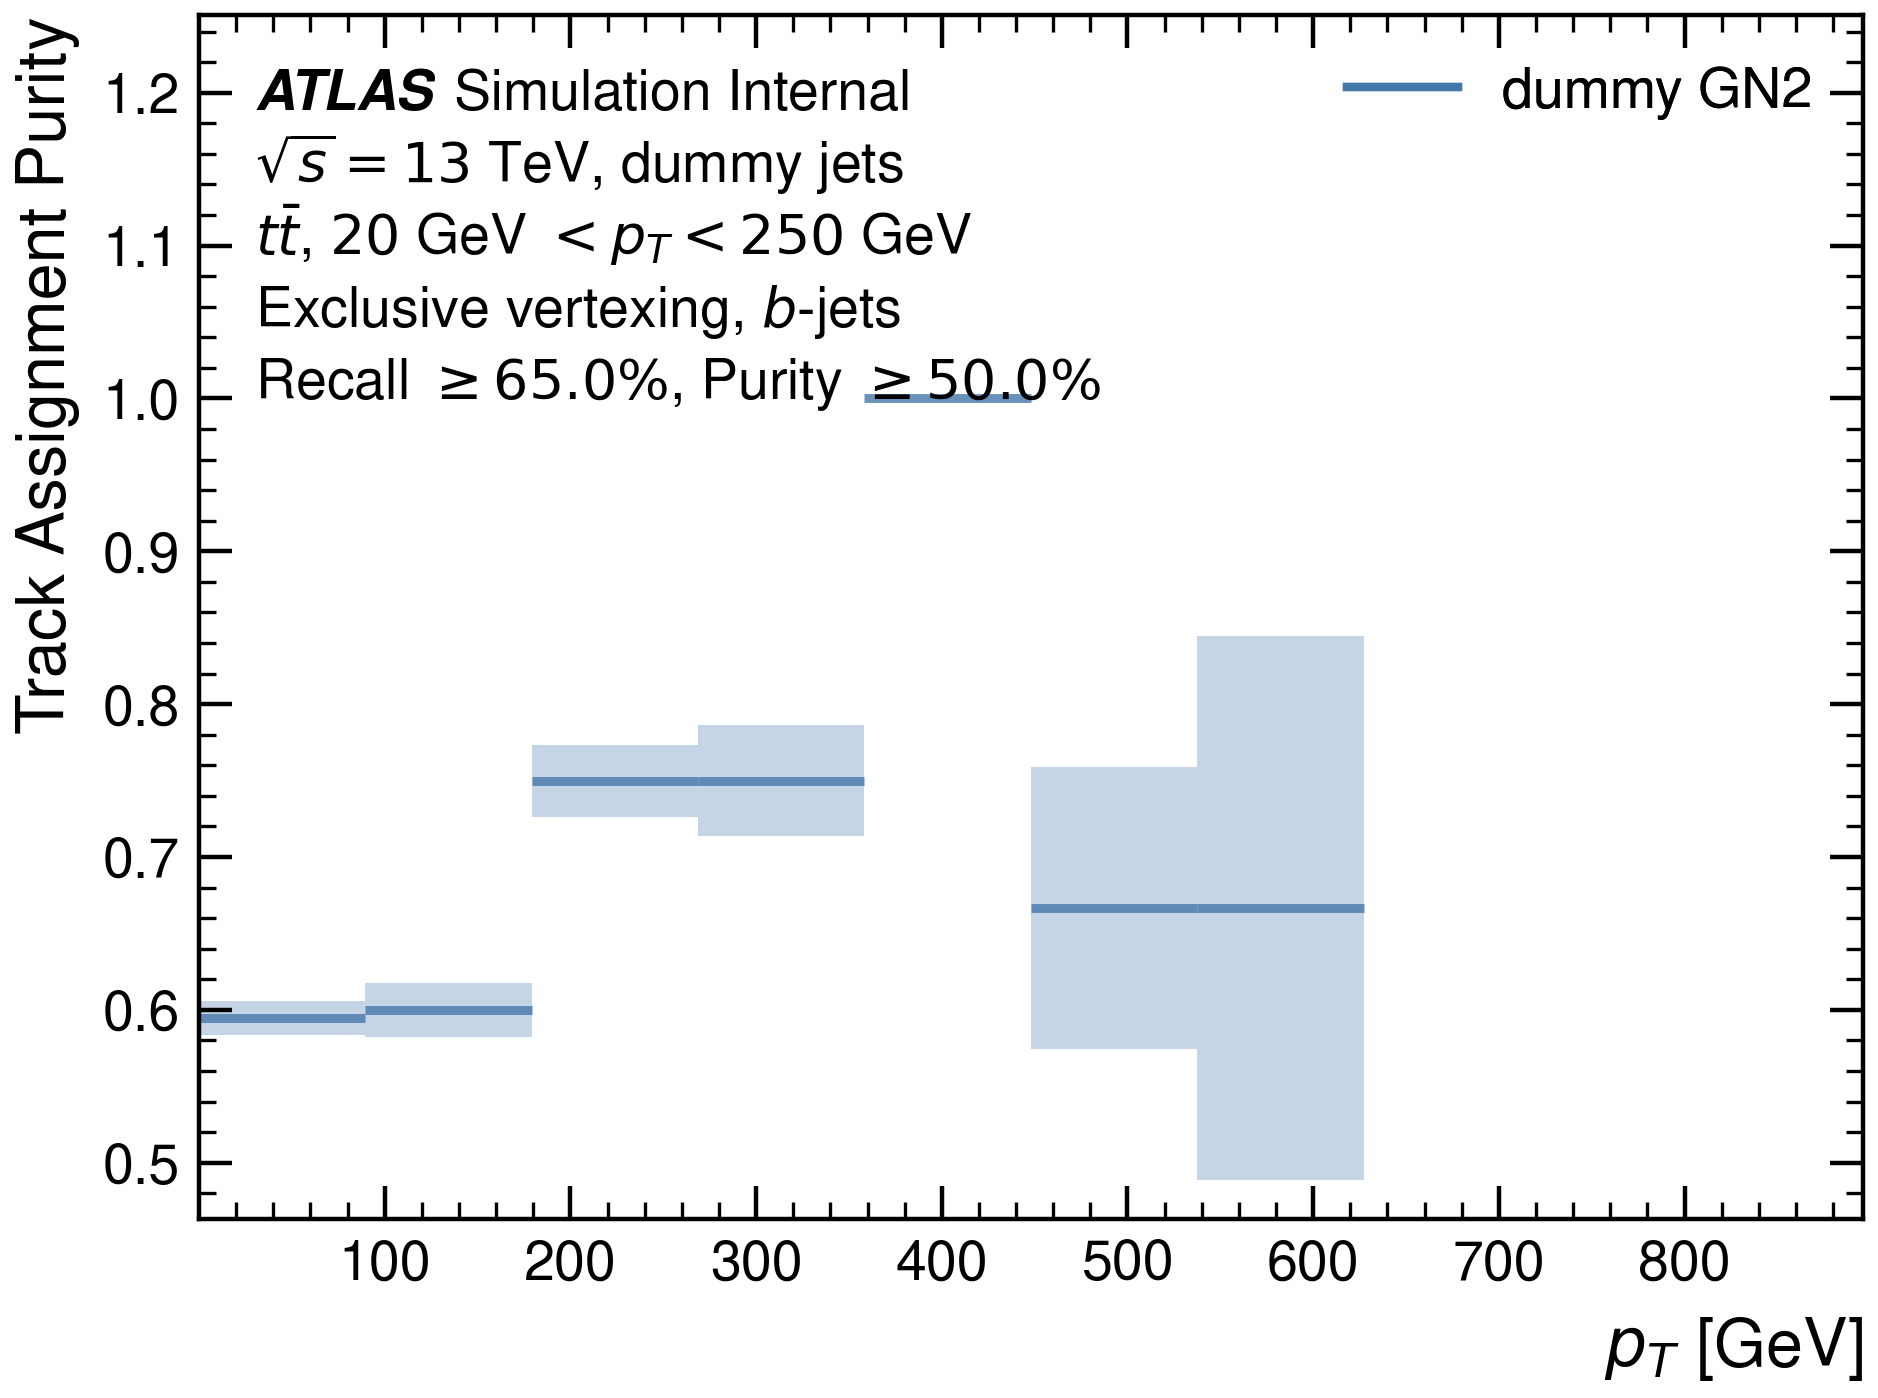 Track Assignment Purity
1.2
1.1
1.0
0.9
0.8
0.7
0.6
0.5
ATLAS Simulation Internal
√s = 13 TeV, dummy jets
tt̄, 20 GeV < p_T < 250 GeV
Exclusive vertexing, b-jets
Recall ≥ 65.0%, Purity ≥ 50.0%
dummy GN2
100 200 300 400 500 600 700 800
p_T [GeV]